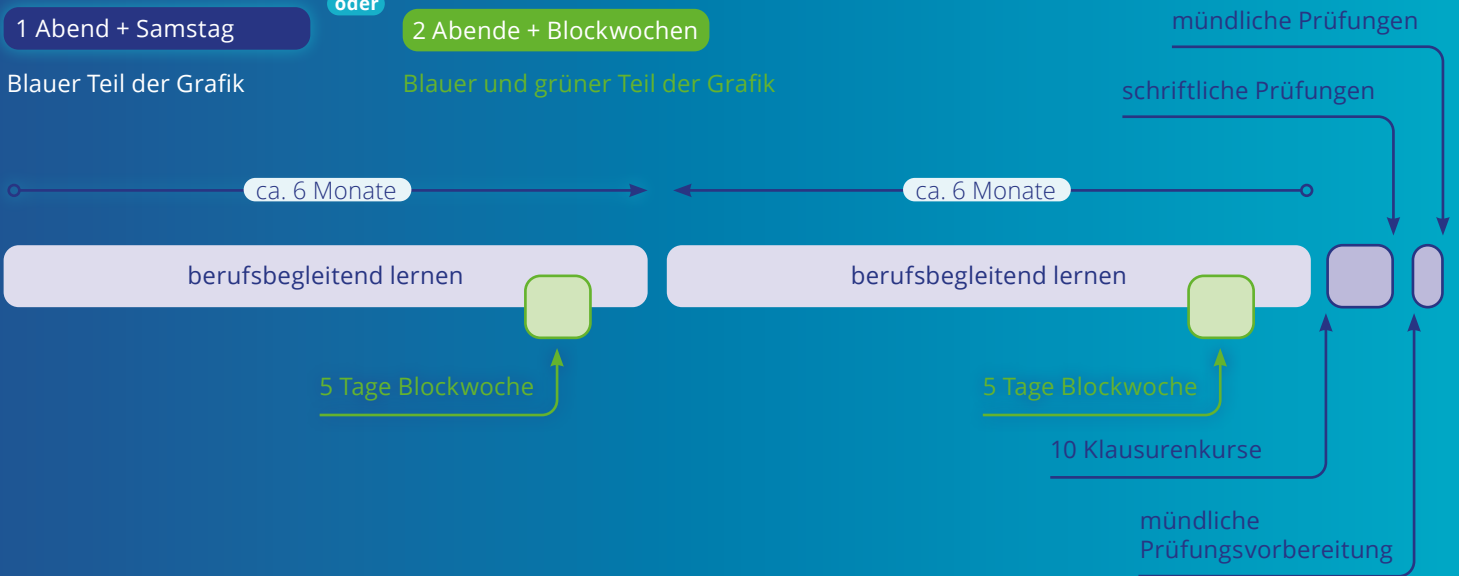 oder
1 Abend + Samstag
2 Abende + Blockwochen
Blauer Teil der Grafik
Blauer und grüner Teil der Grafik
mündliche Prüfungen
schriftliche Prüfungen
ca. 6 Monate
ca. 6 Monate
berufsbegleitend lernen
berufsbegleitend lernen
5 Tage Blockwoche
5 Tage Blockwoche
10 Klausurenkurse
mündliche
Prüfungsvorbereitung